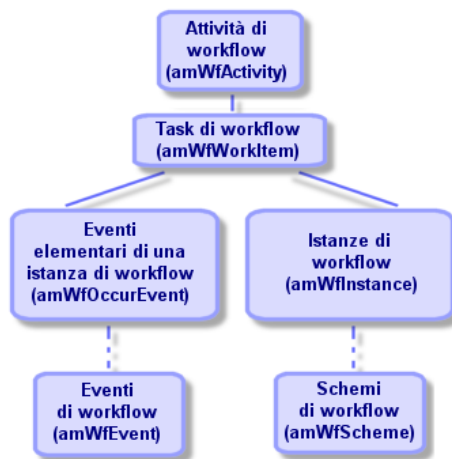 Attività di
workflow
(amWfActivity)
Task di workflow
(amWfWorkItem)
Eventi
elementari di una
istanza di workflow
(amWfOccurEvent)
Istanze di
workflow
(amWfInstance)
Eventi
di workflow
(amWfEvent)
Schemi
di workflow
(amWfScheme)